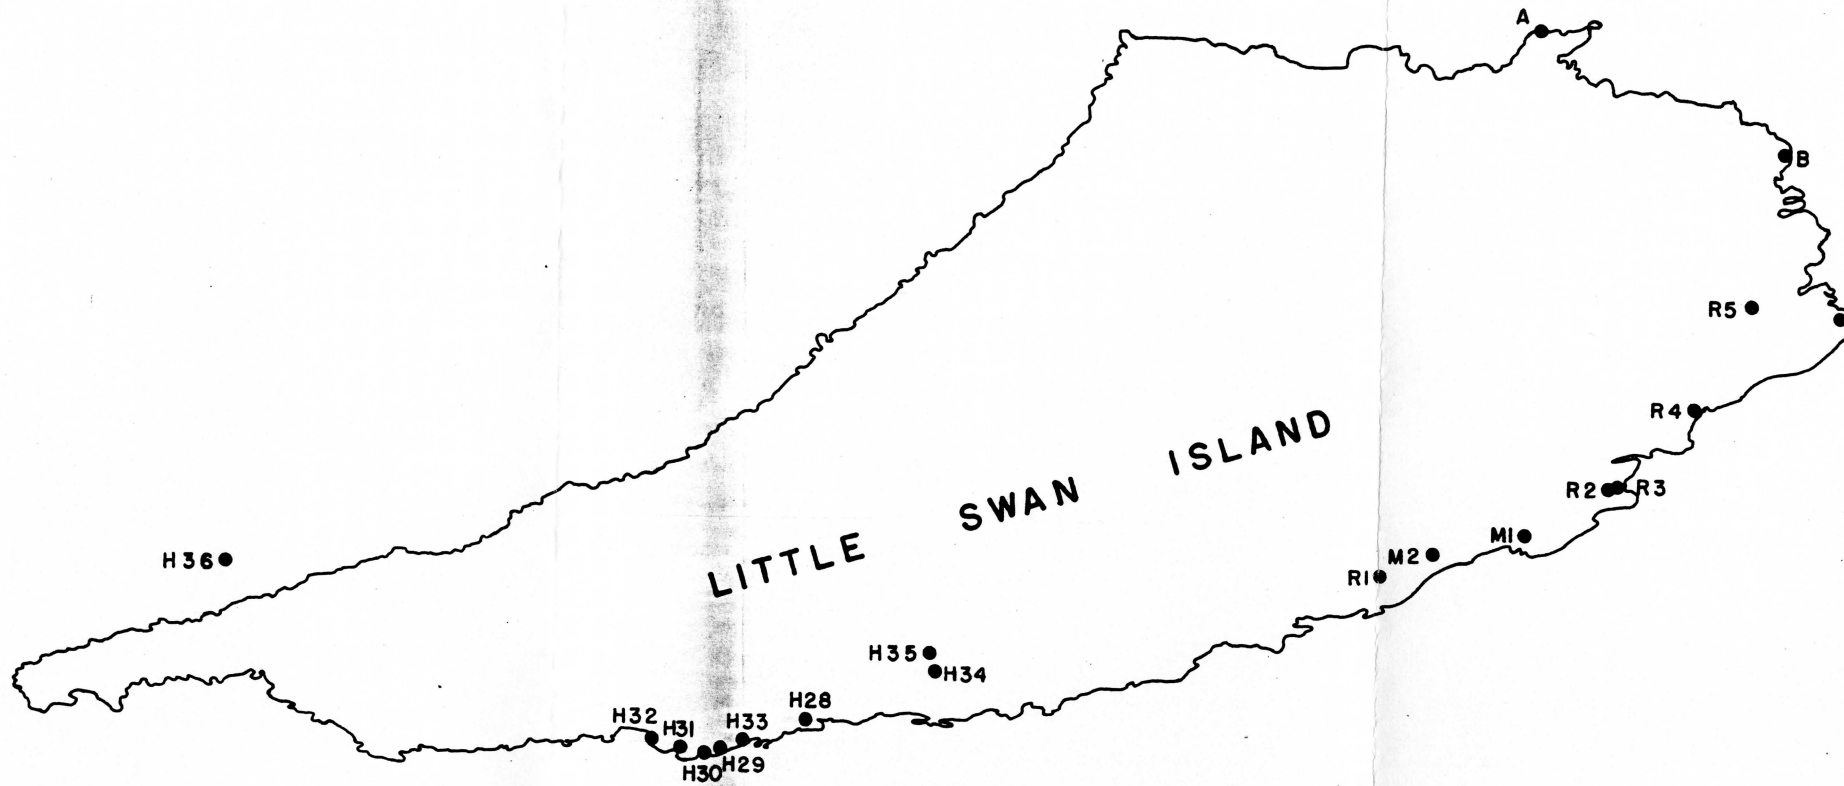 A
B
R5
R4
LITTLE SWAN ISLAND
R2
R3
M1
M2
R1
H36
H35
H34
H28
H32
H31
H33
H30
H29